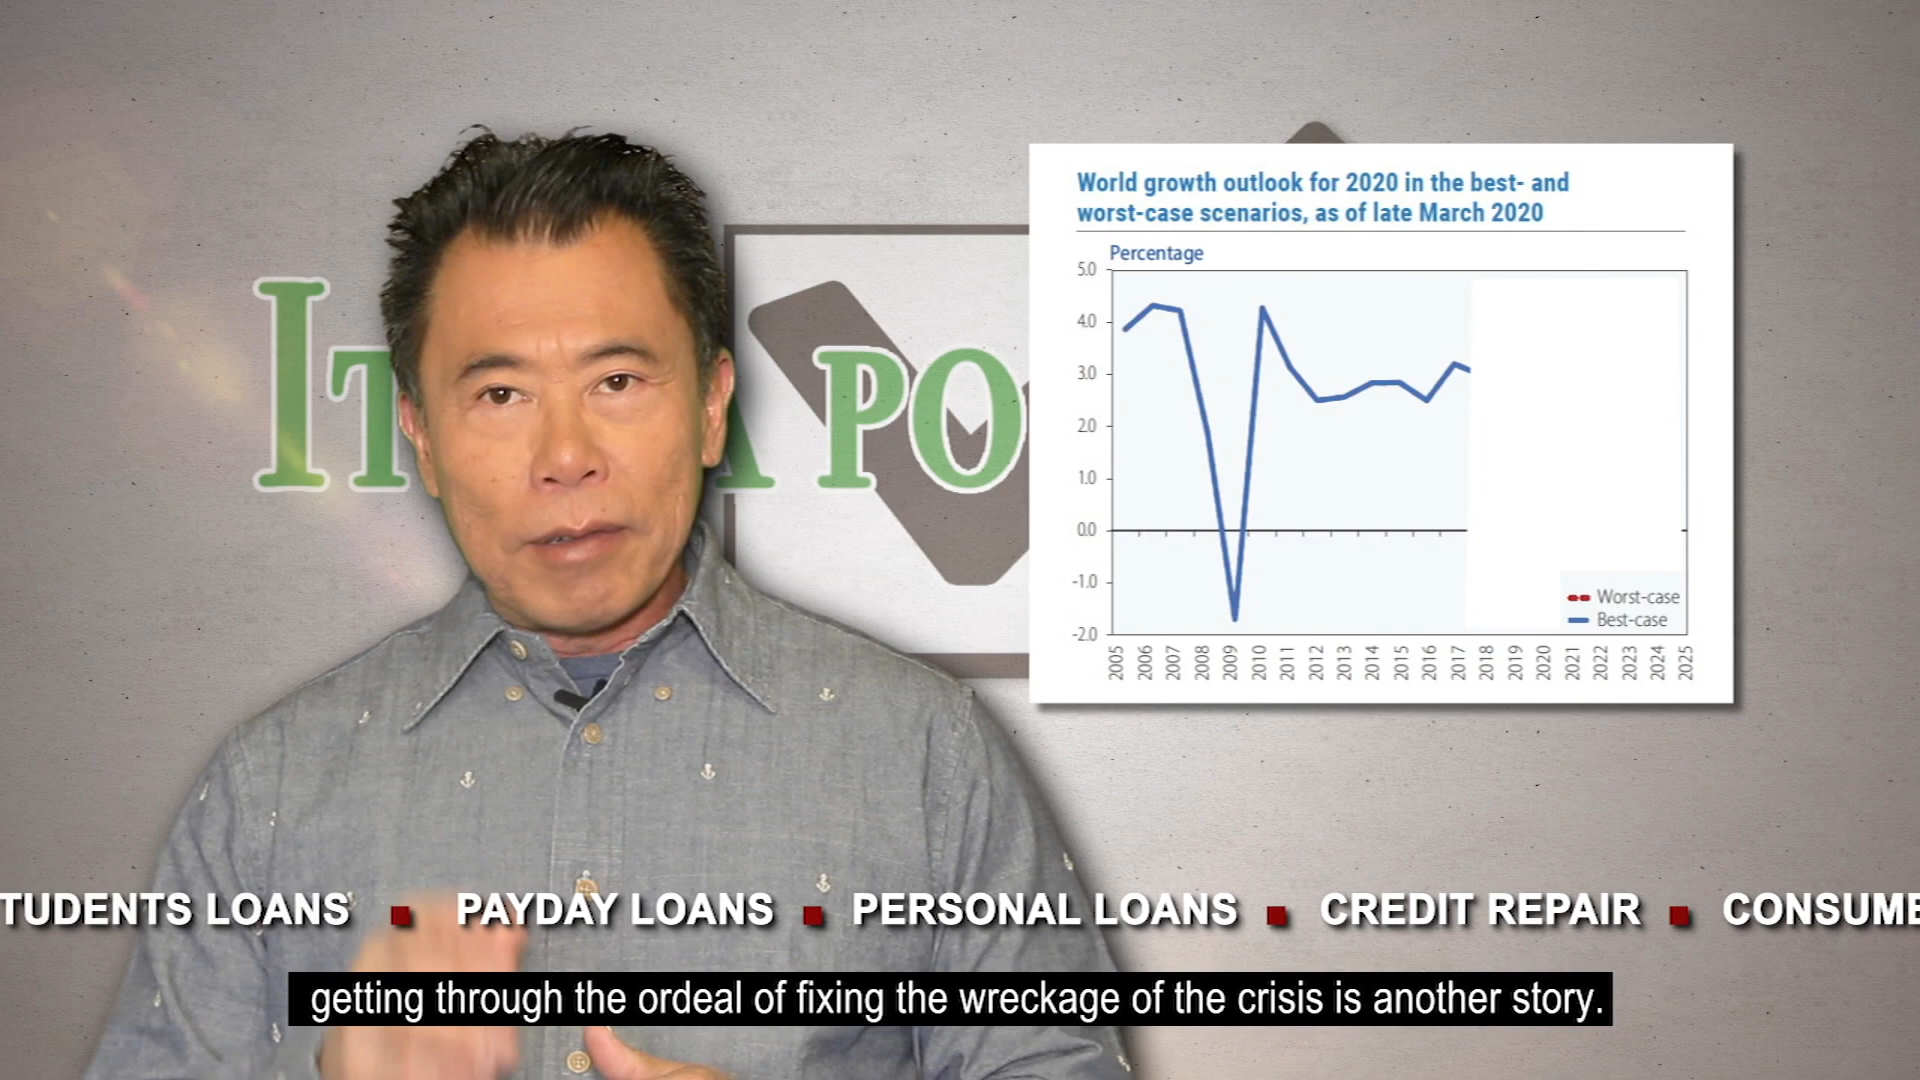 World growth outlook for 2020 in the best- and
worst-case scenarios, as of late March 2020
Percentage
5.0
4.0
3.0
2.0
1.0
0.0
-1.0
-2.0
Worst-case
Best-case
2005 2006 2007 2008 2009 2010 2011 2012 2013 2014 2015 2016 2017 2018 2019 2020 2021 2022 2023 2024 2025
PO
TUDENTS LOANS ▪ PAYDAY LOANS ▪ PERSONAL LOANS ▪ CREDIT REPAIR ▪ CONSUME
getting through the ordeal of fixing the wreckage of the crisis is another story.